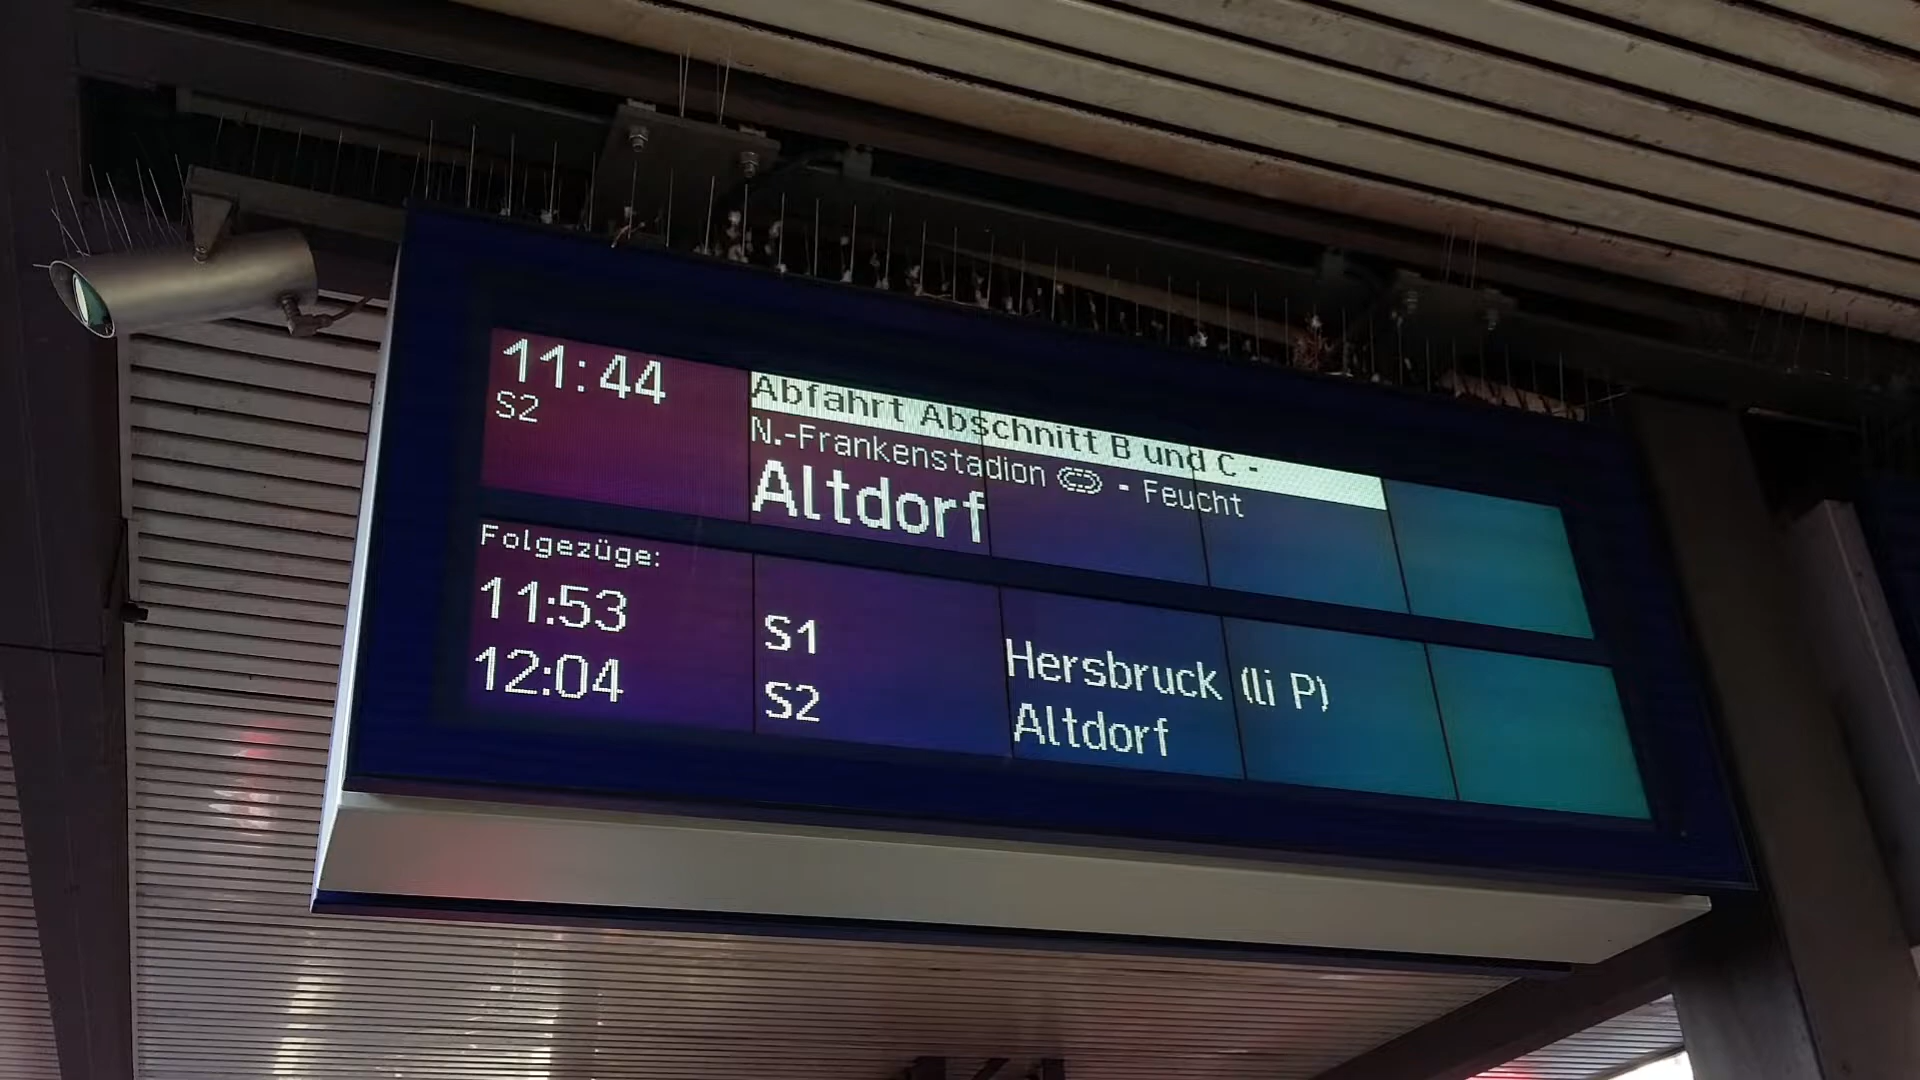 11:44
S2
Abfahrt Abschnitt B und C -
N.-Frankenstadion - Feucht
Altdorf
Folgezüge:
11:53 S1 Hersbruck (li P)
12:04 S2 Altdorf